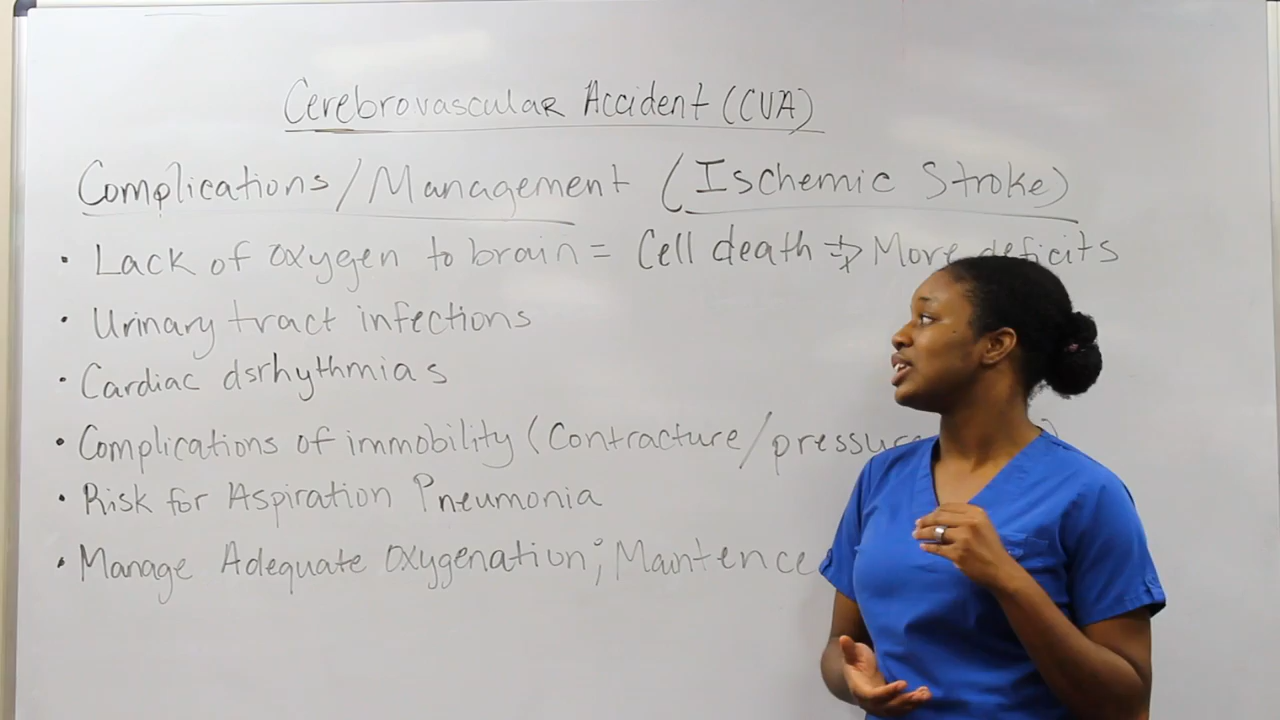 Cerebrovascular Accident (CVA)
Complications/Management (Ischemic Stroke)
• Lack of oxygen to brain = Cell death => More deficits
• Urinary tract infections
• Cardiac dsrhythmias
• Complications of immobility (Contracture/pressure )
• Risk for Aspiration Pneumonia
• Manage Adequate Oxygenation; Maintence